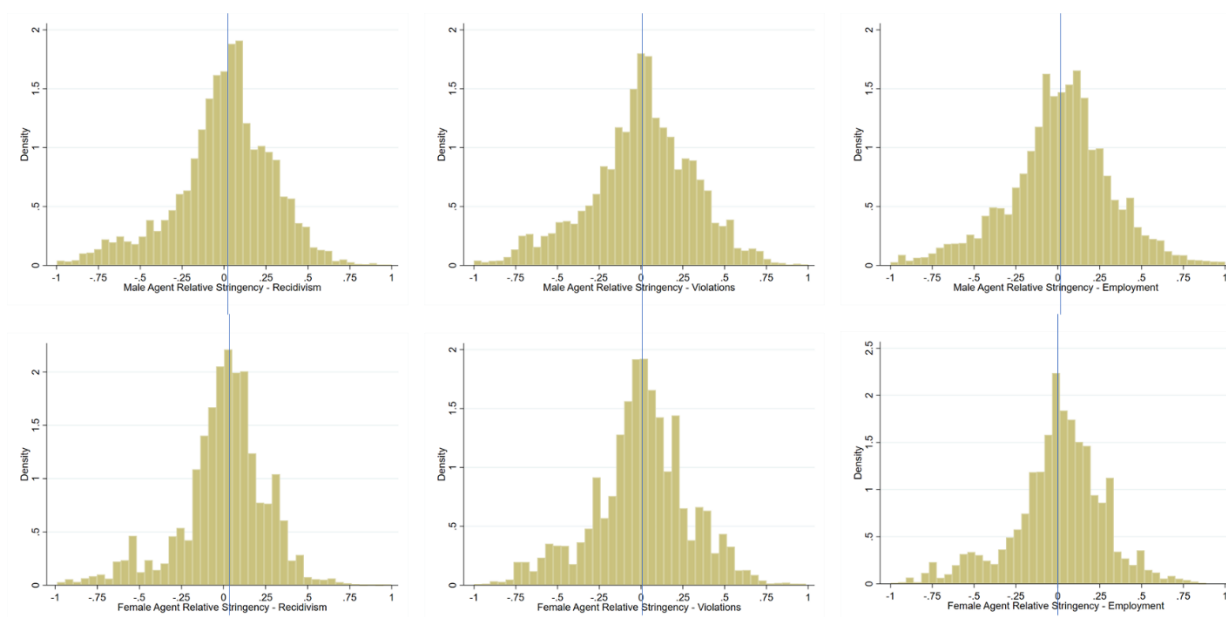 2
1.5
Density
1
.5
0
-1 -.75 -.5 -.25 0 .25 .5 .75 1
Male Agent Relative Stringency - Recidivism
2
1.5
Density
1
.5
0
-1 -.75 -.5 -.25 0 .25 .5 .75 1
Male Agent Relative Stringency - Violations
2
1.5
Density
1
.5
0
-1 -.75 -.5 -.25 0 .25 .5 .75 1
Male Agent Relative Stringency - Employment
2
1.5
Density
1
.5
0
-1 -.75 -.5 -.25 0 .25 .5 .75 1
Female Agent Relative Stringency - Recidivism
2
1.5
Density
1
.5
0
-1 -.75 -.5 -.25 0 .25 .5 .75 1
Female Agent Relative Stringency - Violations
2.5
2
1.5
Density
1
.5
0
-1 -.75 -.5 -.25 0 .25 .5 .75 1
Female Agent Relative Stringency - Employment